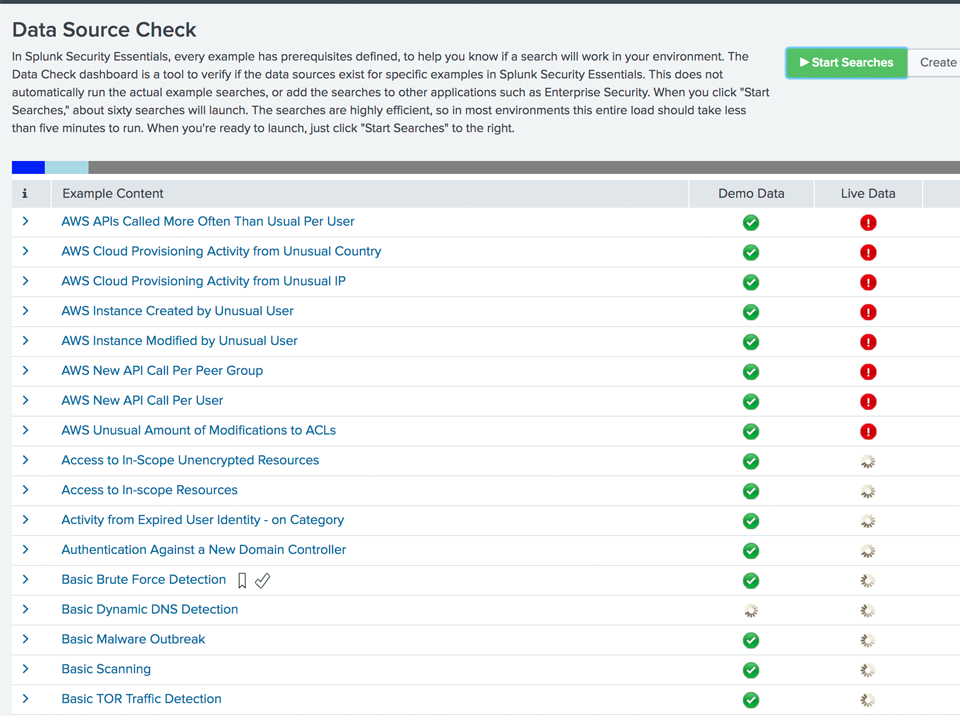 Data Source Check
In Splunk Security Essentials, every example has prerequisites defined, to help you know if a search will work in your environment. The
Data Check dashboard is a tool to verify if the data sources exist for specific examples in Splunk Security Essentials. This does not
automatically run the actual example searches, or add the searches to other applications such as Enterprise Security. When you click "Start
Searches," about sixty searches will launch. The searches are highly efficient, so in most environments this entire load should take less
than five minutes to run. When you're ready to launch, just click "Start Searches" to the right.
Start Searches
Create
i Example Content Demo Data Live Data
AWS APIs Called More Often Than Usual Per User
AWS Cloud Provisioning Activity from Unusual Country
AWS Cloud Provisioning Activity from Unusual IP
AWS Instance Created by Unusual User
AWS Instance Modified by Unusual User
AWS New API Call Per Peer Group
AWS New API Call Per User
AWS Unusual Amount of Modifications to ACLs
Access to In-Scope Unencrypted Resources
Access to In-scope Resources
Activity from Expired User Identity - on Category
Authentication Against a New Domain Controller
Basic Brute Force Detection
Basic Dynamic DNS Detection
Basic Malware Outbreak
Basic Scanning
Basic TOR Traffic Detection